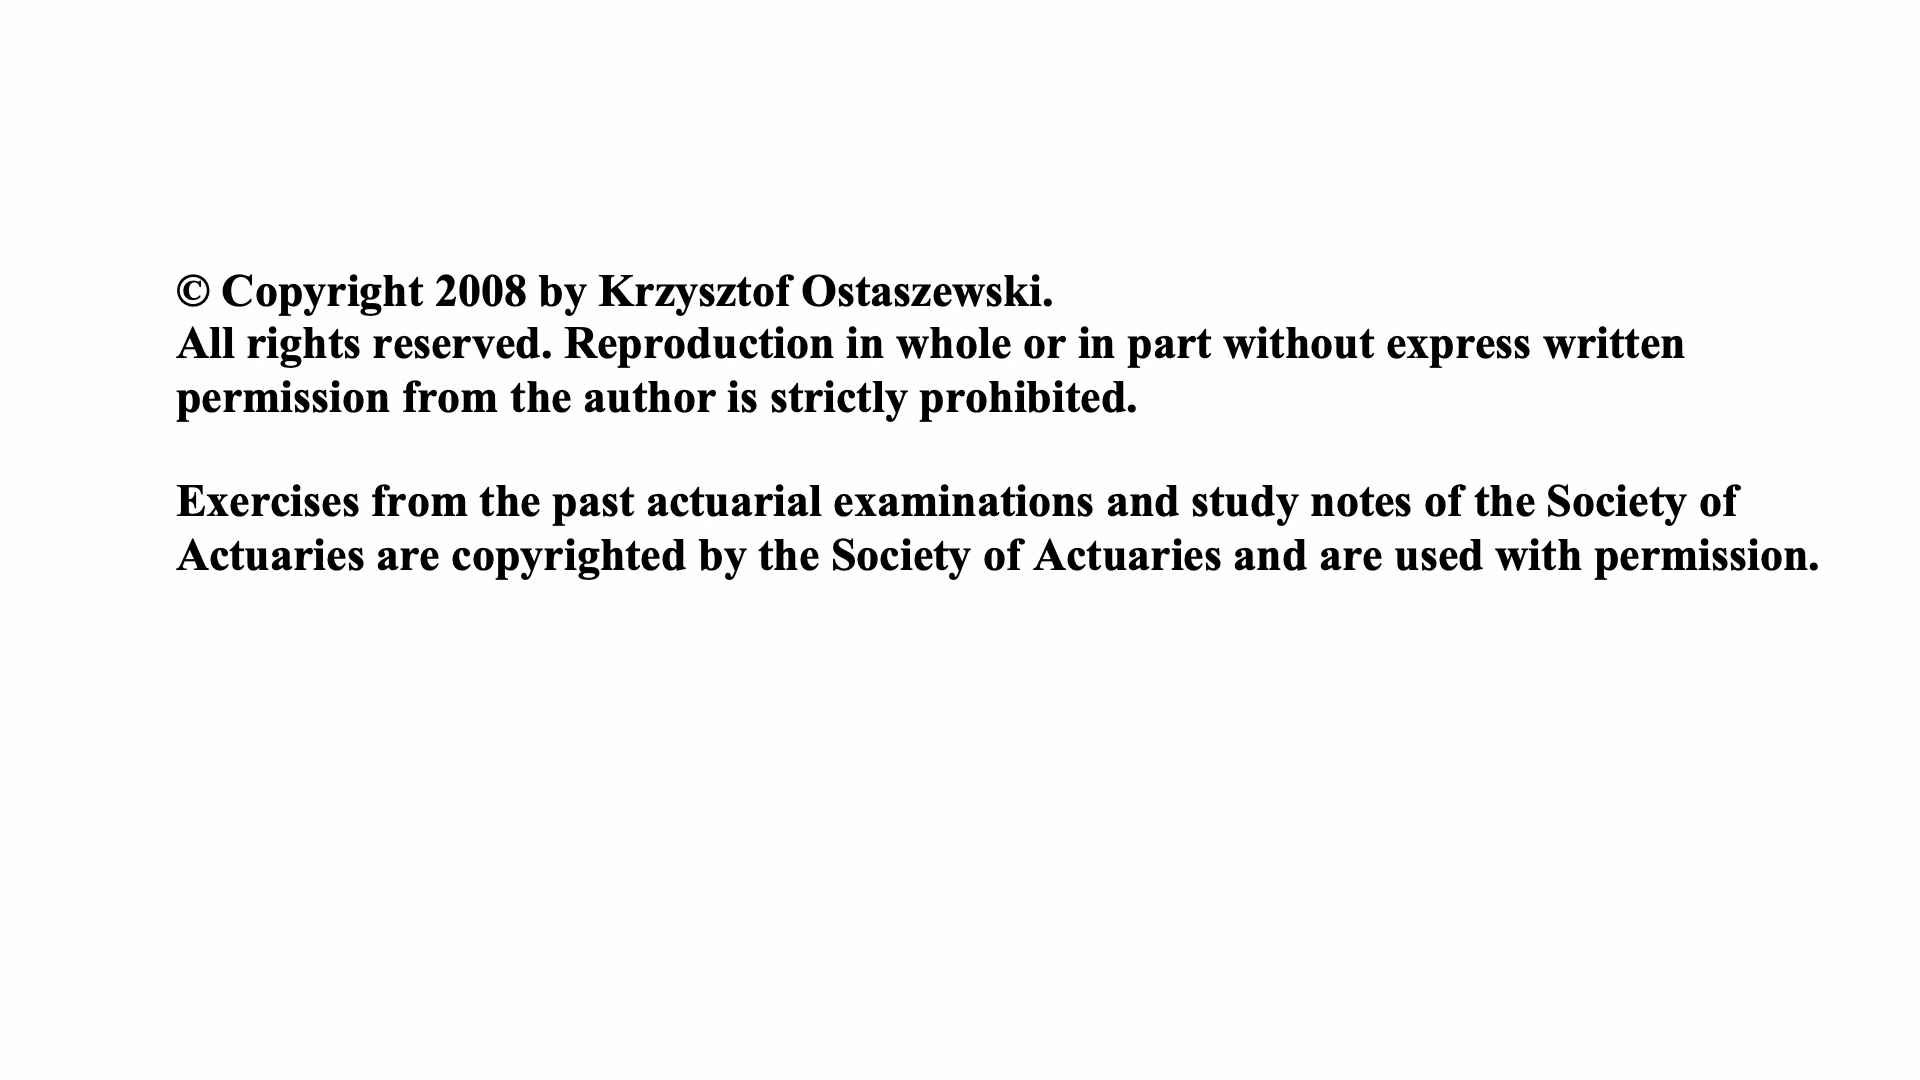 © Copyright 2008 by Krzysztof Ostaszewski.
All rights reserved. Reproduction in whole or in part without express written
permission from the author is strictly prohibited.
Exercises from the past actuarial examinations and study notes of the Society of
Actuaries are copyrighted by the Society of Actuaries and are used with permission.